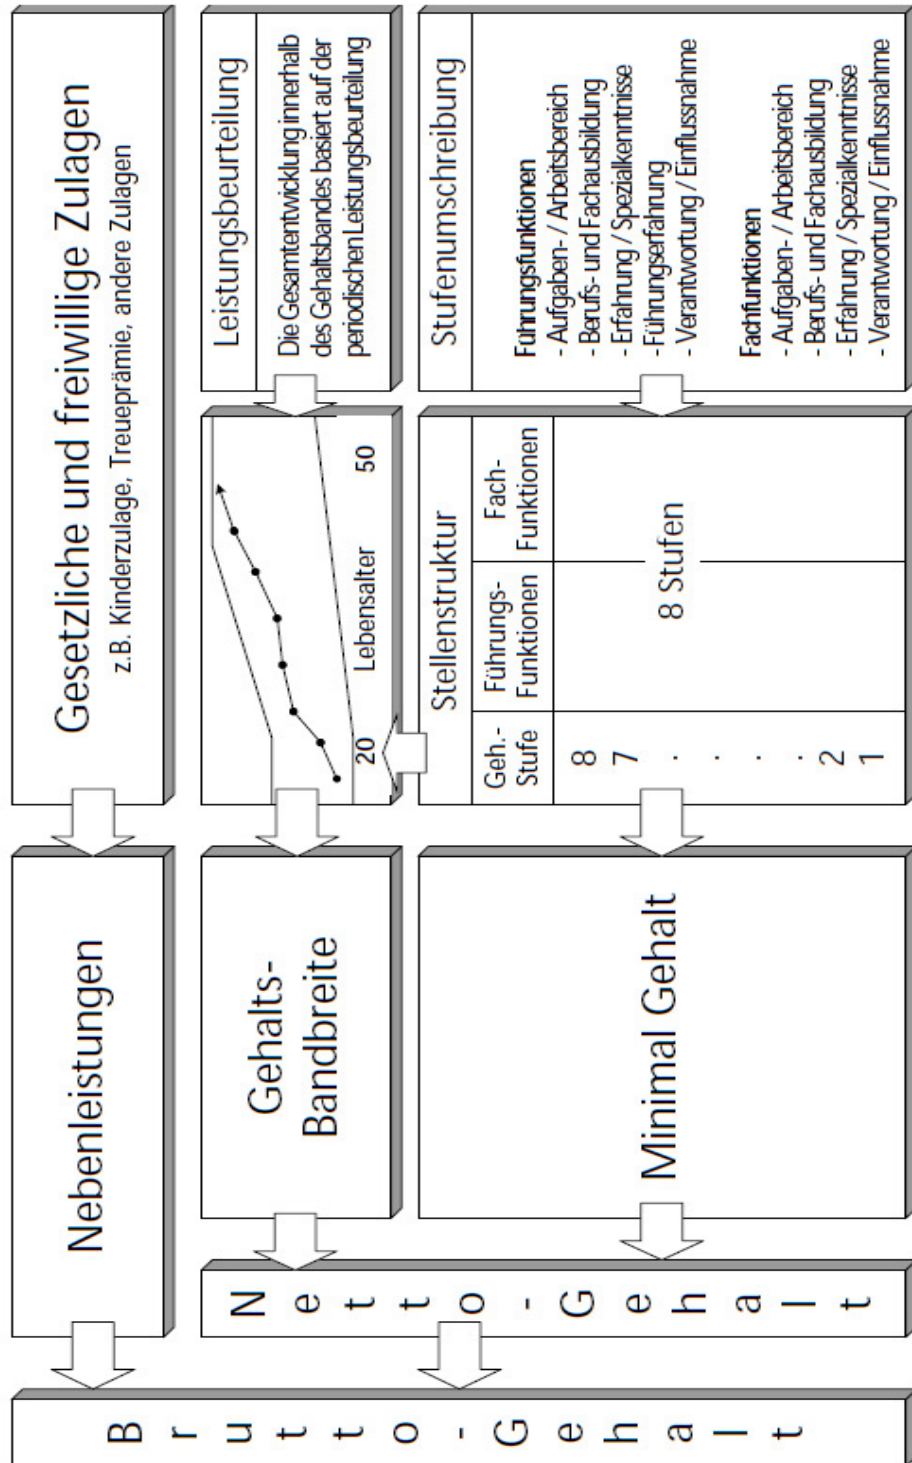 Gesetzliche und freiwillige Zulagen
z.B. Kinderzulage, Treueprämie, andere Zulagen
Nebenleistungen
Leistungsbeurteilung
Die Gesamtentwicklung innerhalb
des Gehaltsbandes basiert auf der
periodischen Leistungsbeurteilung
20
Lebensalter
50
Gehalts-
Bandbreite
Stufenumschreibung
Führungsfunktionen
- Aufgaben- / Arbeitsbereich
- Berufs- und Fachausbildung
- Erfahrung / Spezialkenntnisse
- Führungserfahrung
- Verantwortung / Einflussnahme
Fachfunktionen
- Aufgaben- / Arbeitsbereich
- Berufs- und Fachausbildung
- Erfahrung / Spezialkenntnisse
- Verantwortung / Einflussnahme
Stellenstruktur
Geh.-
Stufe
Führungs-
Funktionen
Fach-
Funktionen
8
7
.
.
.
.
2
1
8 Stufen
Minimal Gehalt
Netto-Gehalt
Brutto-Gehalt